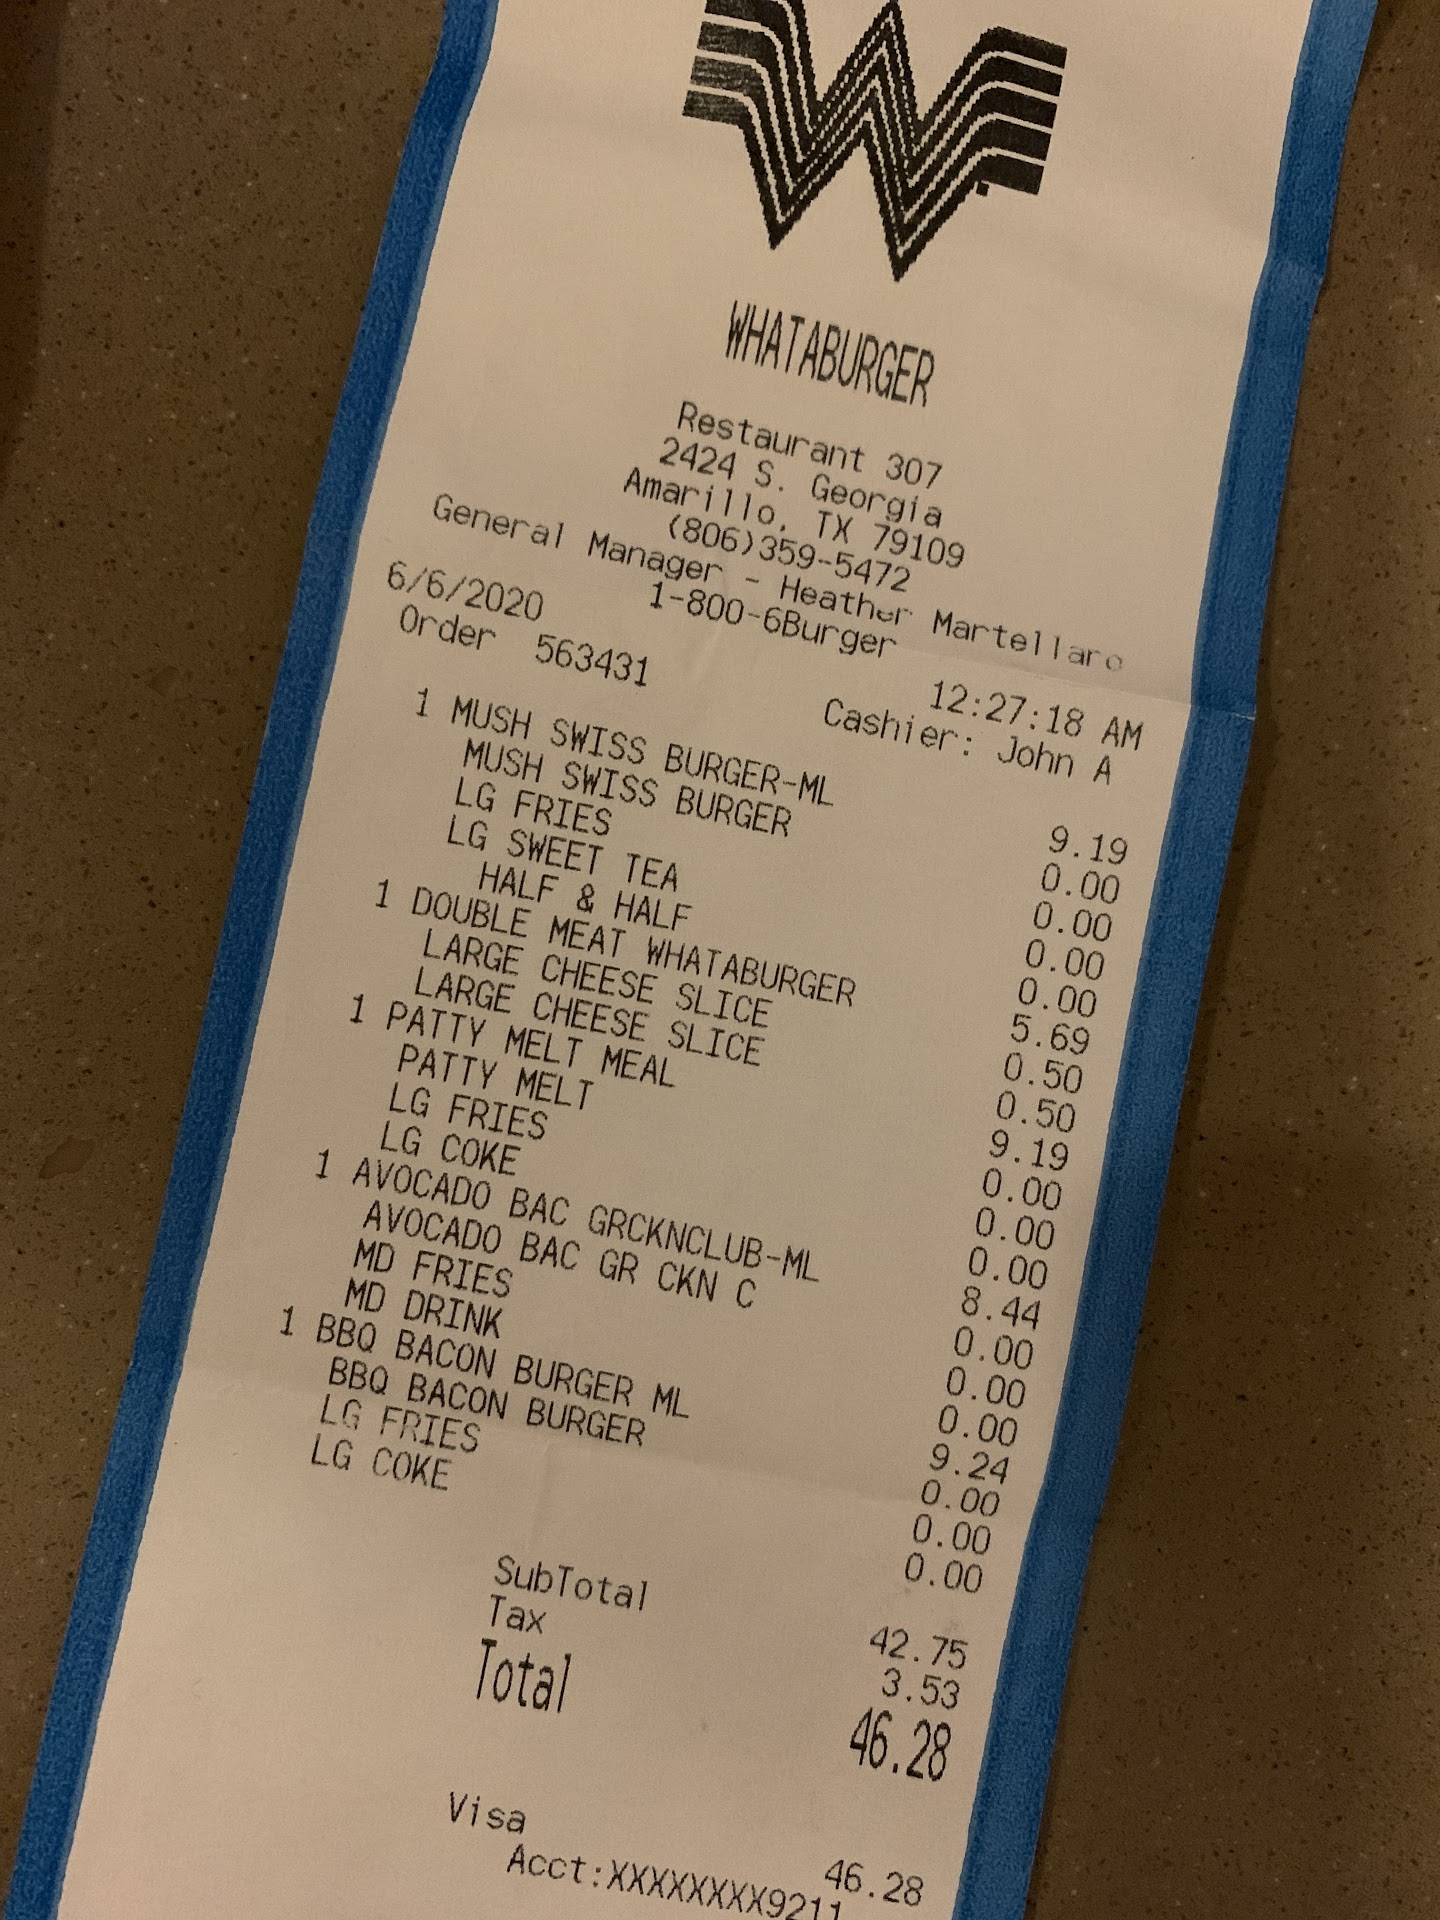 W
WHATABURGER
Restaurant 307
2424 S. Georgia
Amarillo, TX 79109
(806)359-5472
General Manager - Heather Martellaro
1-800-6Burger
6/6/2020 12:27:18 AM
Order 563431 Cashier: John A
1 MUSH SWISS BURGER-ML 9.19
MUSH SWISS BURGER 0.00
LG FRIES 0.00
LG SWEET TEA 0.00
HALF & HALF 0.00
1 DOUBLE MEAT WHATABURGER 5.69
LARGE CHEESE SLICE 0.50
LARGE CHEESE SLICE 0.50
1 PATTY MELT MEAL 9.19
PATTY MELT 0.00
LG FRIES 0.00
LG COKE 0.00
1 AVOCADO BAC GRCKNCLUB-ML 8.44
AVOCADO BAC GR CKN C 0.00
MD FRIES 0.00
MD DRINK 0.00
1 BBQ BACON BURGER ML 9.24
BBQ BACON BURGER 0.00
LG FRIES 0.00
LG COKE 0.00
SubTotal 42.75
Tax 3.53
Total 46.28
Visa 46.28
Acct:XXXXXXXX9211